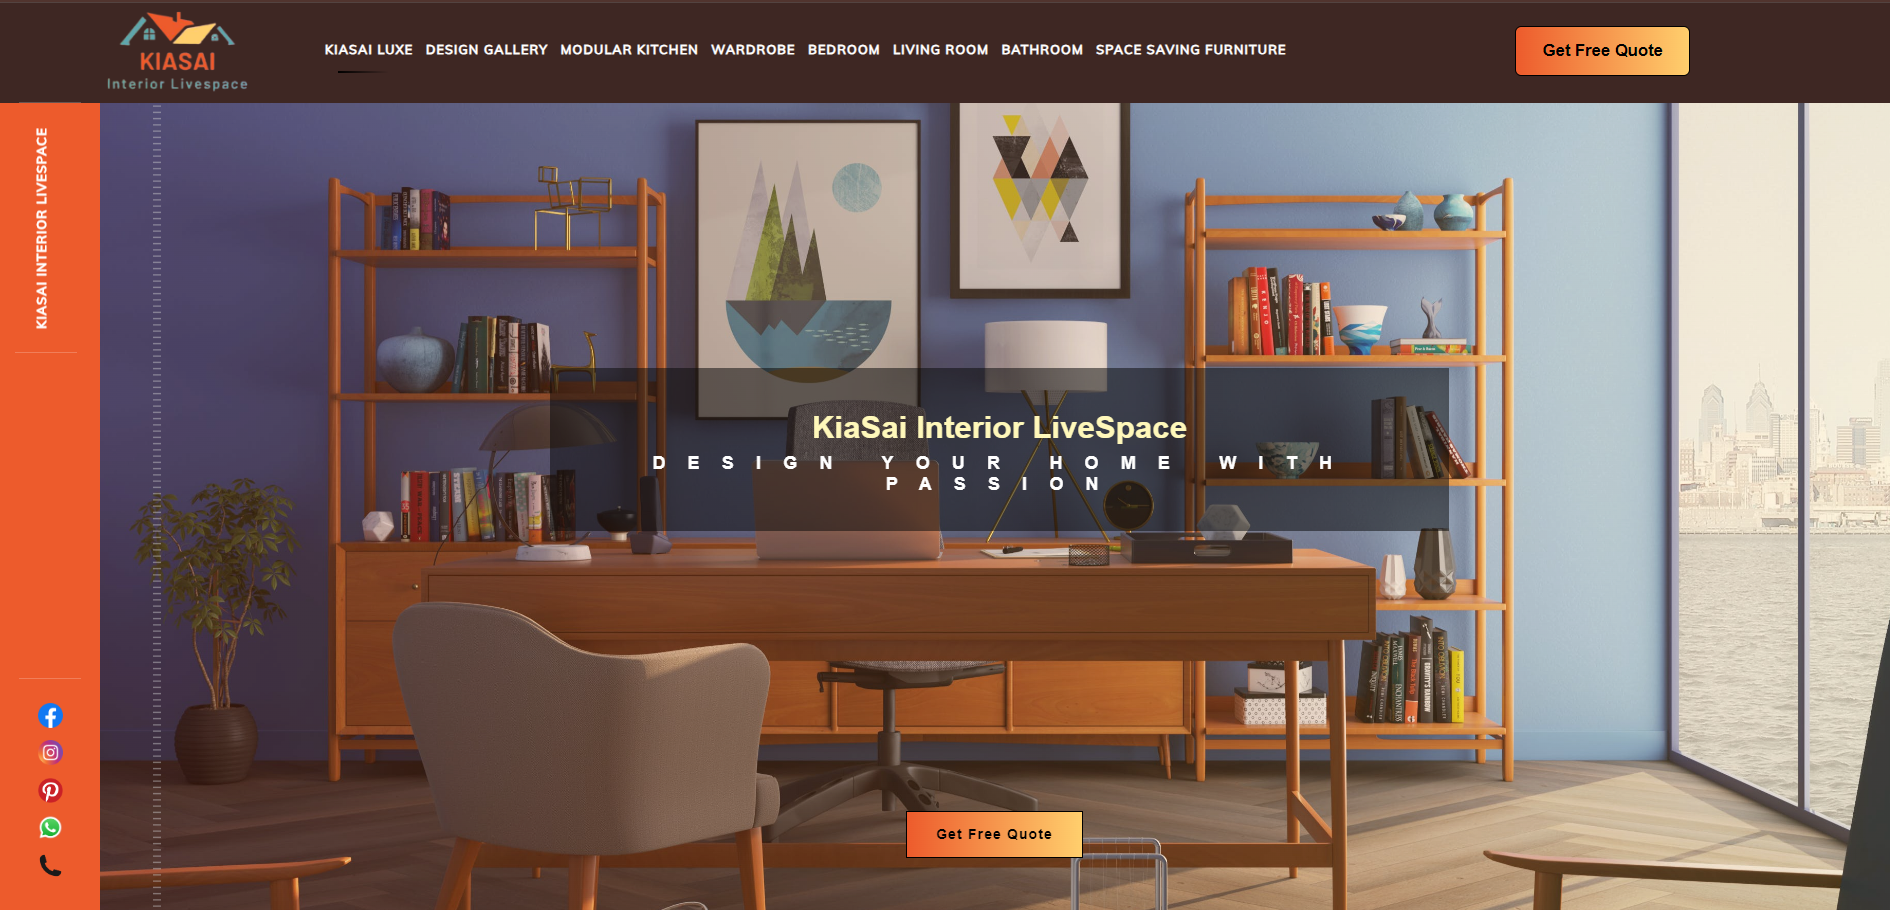 KIASAI
Interior Livespace
KIASAI LUXE DESIGN GALLERY MODULAR KITCHEN WARDROBE BEDROOM LIVING ROOM BATHROOM SPACE SAVING FURNITURE
Get Free Quote
KIASAI INTERIOR LIVESPACE
KiaSai Interior LiveSpace
DESIGN YOUR HOME WITH
PASSION
Get Free Quote